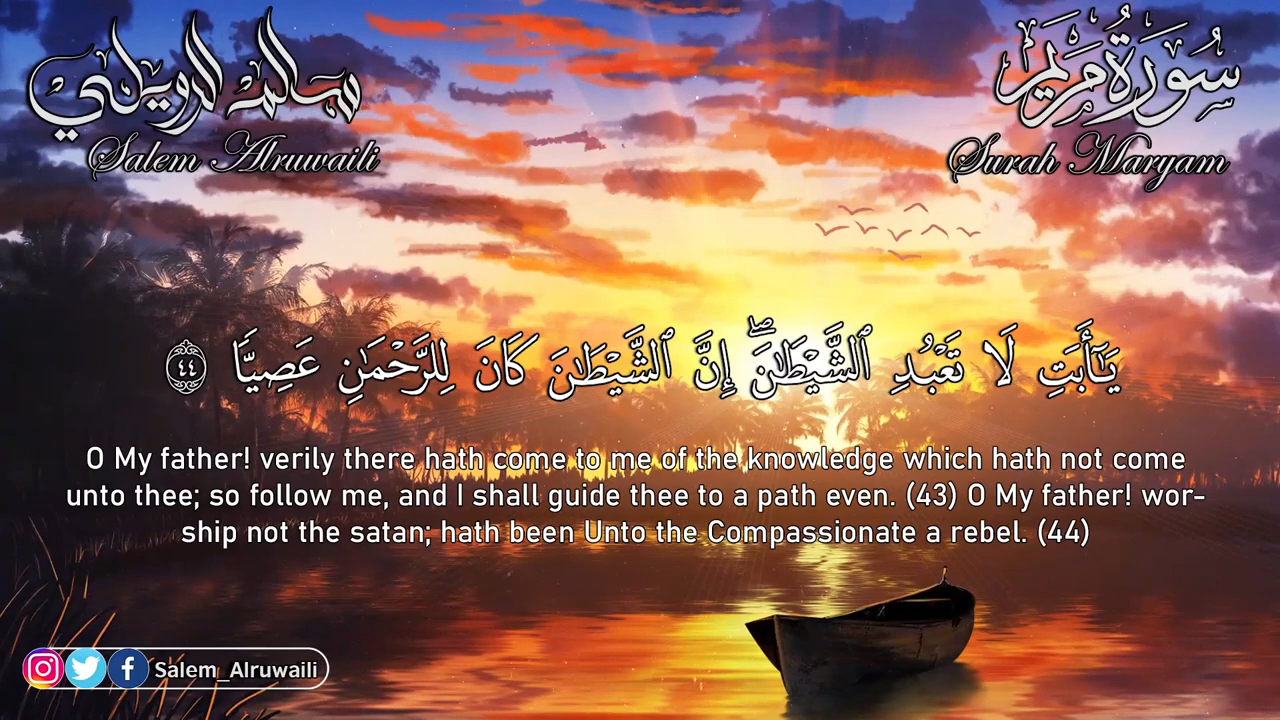 سالم الرويلي
Salem Alruwaili
سُورَةُ مَرْيَم
Surah Maryam
يَـٰٓأَبَتِ لَا تَعْبُدِ ٱلشَّيْطَـٰنَ ۖ إِنَّ ٱلشَّيْطَـٰنَ كَانَ لِلرَّحْمَـٰنِ عَصِيًّا ٤٤
O My father! verily there hath come to me of the knowledge which hath not come
unto thee; so follow me, and I shall guide thee to a path even. (43) O My father! wor-
ship not the satan; hath been Unto the Compassionate a rebel. (44)
Salem_Alruwaili